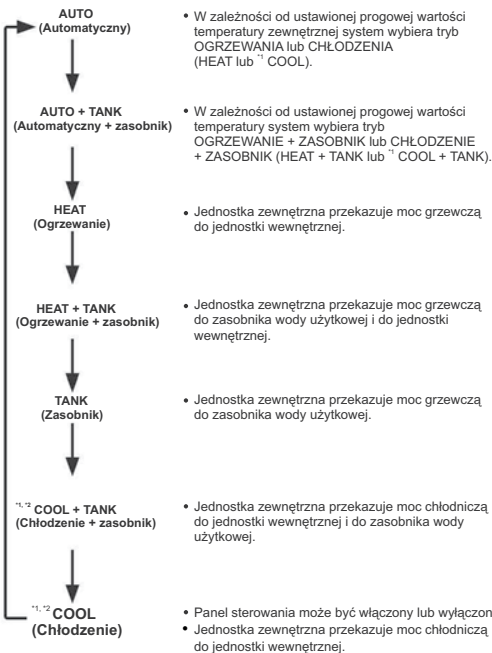 AUTO
(Automatyczny)
• W zależności od ustawionej progowej wartości
temperatury zewnętrznej system wybiera tryb
OGRZEWANIA lub CHŁODZENIA
(HEAT lub *1 COOL).
AUTO + TANK
(Automatyczny + zasobnik)
• W zależności od ustawionej progowej wartości
temperatury system wybiera tryb
OGRZEWANIE + ZASOBNIK lub CHŁODZENIE
+ ZASOBNIK (HEAT + TANK lub *1 COOL + TANK).
HEAT
(Ogrzewanie)
• Jednostka zewnętrzna przekazuje moc grzewczą
do jednostki wewnętrznej.
HEAT + TANK
(Ogrzewanie + zasobnik)
• Jednostka zewnętrzna przekazuje moc grzewczą
do zasobnika wody użytkowej i do jednostki
wewnętrznej.
TANK
(Zasobnik)
• Jednostka zewnętrzna przekazuje moc grzewczą
do zasobnika wody użytkowej.
*1, *2 COOL + TANK
(Chłodzenie + zasobnik)
• Jednostka zewnętrzna przekazuje moc chłodniczą
do jednostki wewnętrznej i do zasobnika wody
użytkowej.
*1, *2 COOL
(Chłodzenie)
• Panel sterowania może być włączony lub wyłączon
• Jednostka zewnętrzna przekazuje moc chłodniczą
do jednostki wewnętrznej.